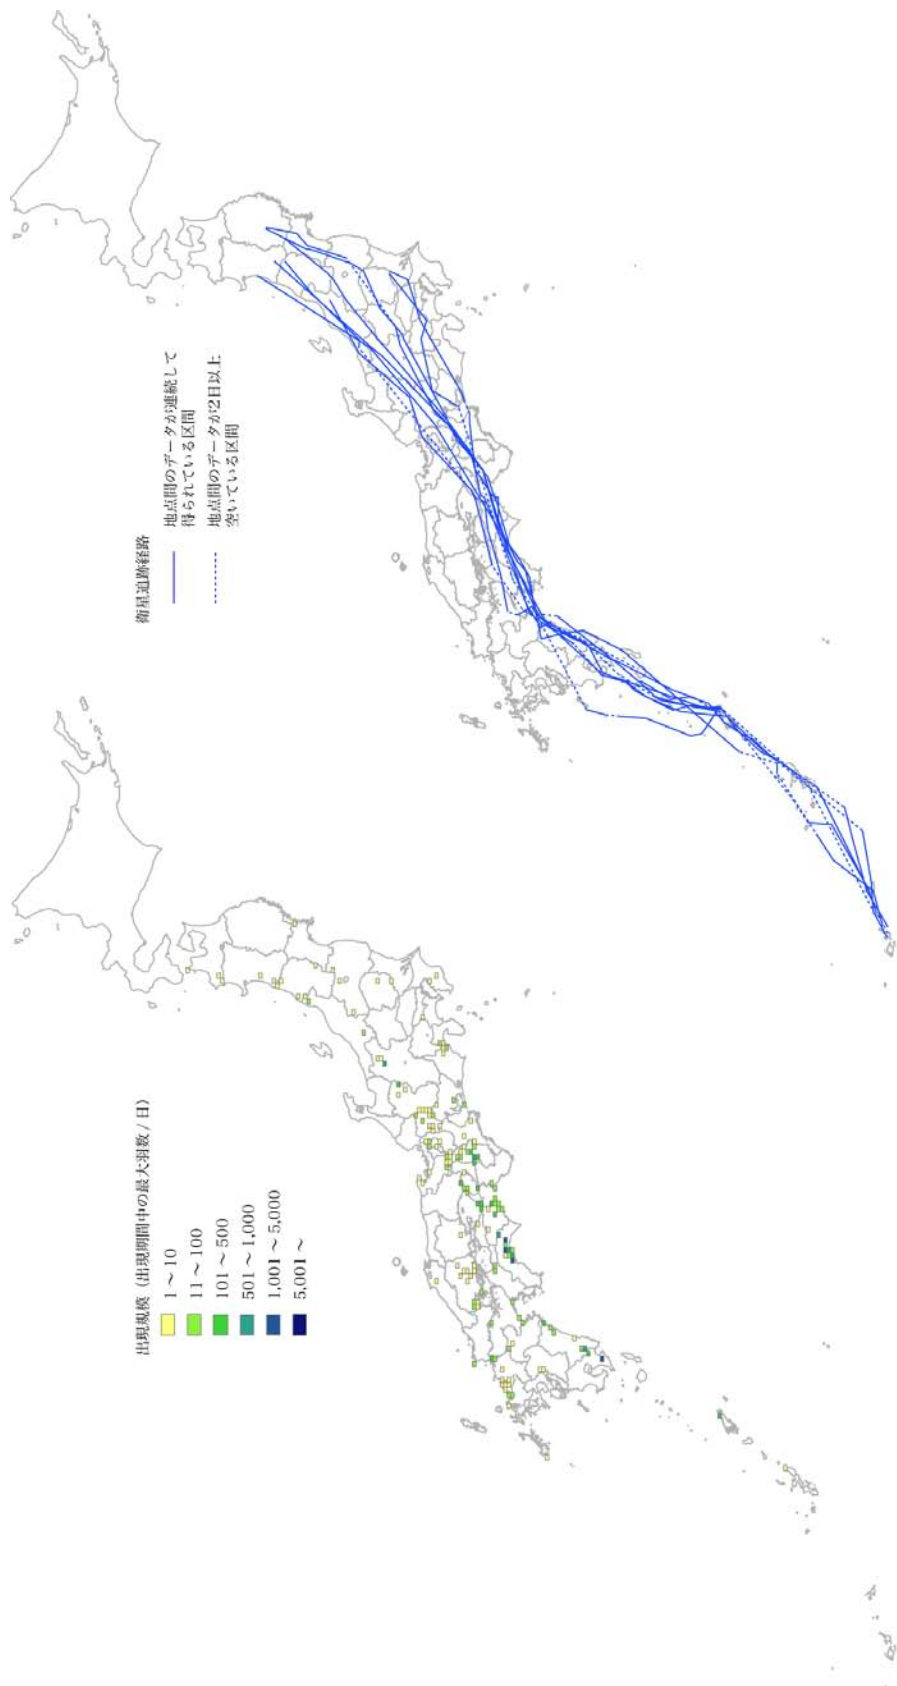 出現規模（出現期間中の最大羽数 / 日）
1～10
11～100
101～500
501～1,000
1,001～5,000
5,001～
衛星追跡経路
地点間のデータが連続して
得られている区間
地点間のデータが2日以上
空いている区間